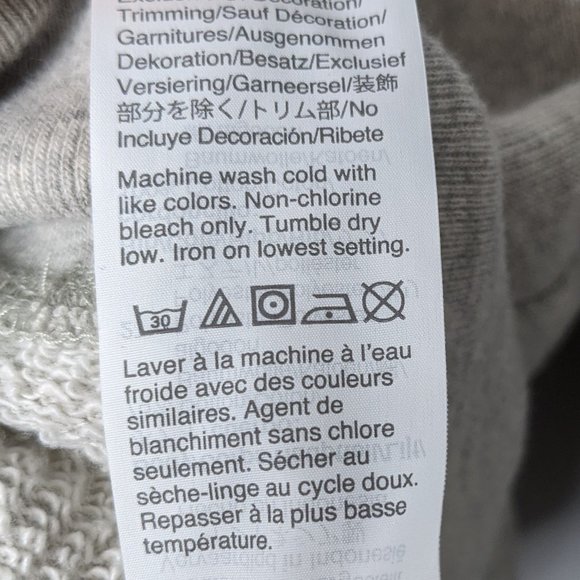 Trimming/Sauf Décoration/
Garnitures/Ausgenommen
Dekoration/Besatz/Exclusief
Versiering/Garneersel/装飾
部分を除く/トリム部/No
Incluye Decoración/Ribete
Machine wash cold with
like colors. Non-chlorine
bleach only. Tumble dry
low. Iron on lowest setting.
30
Laver à la machine à l'eau
froide avec des couleurs
similaires. Agent de
blanchiment sans chlore
seulement. Sécher au
sèche-linge au cycle doux.
Repasser à la plus basse
température.